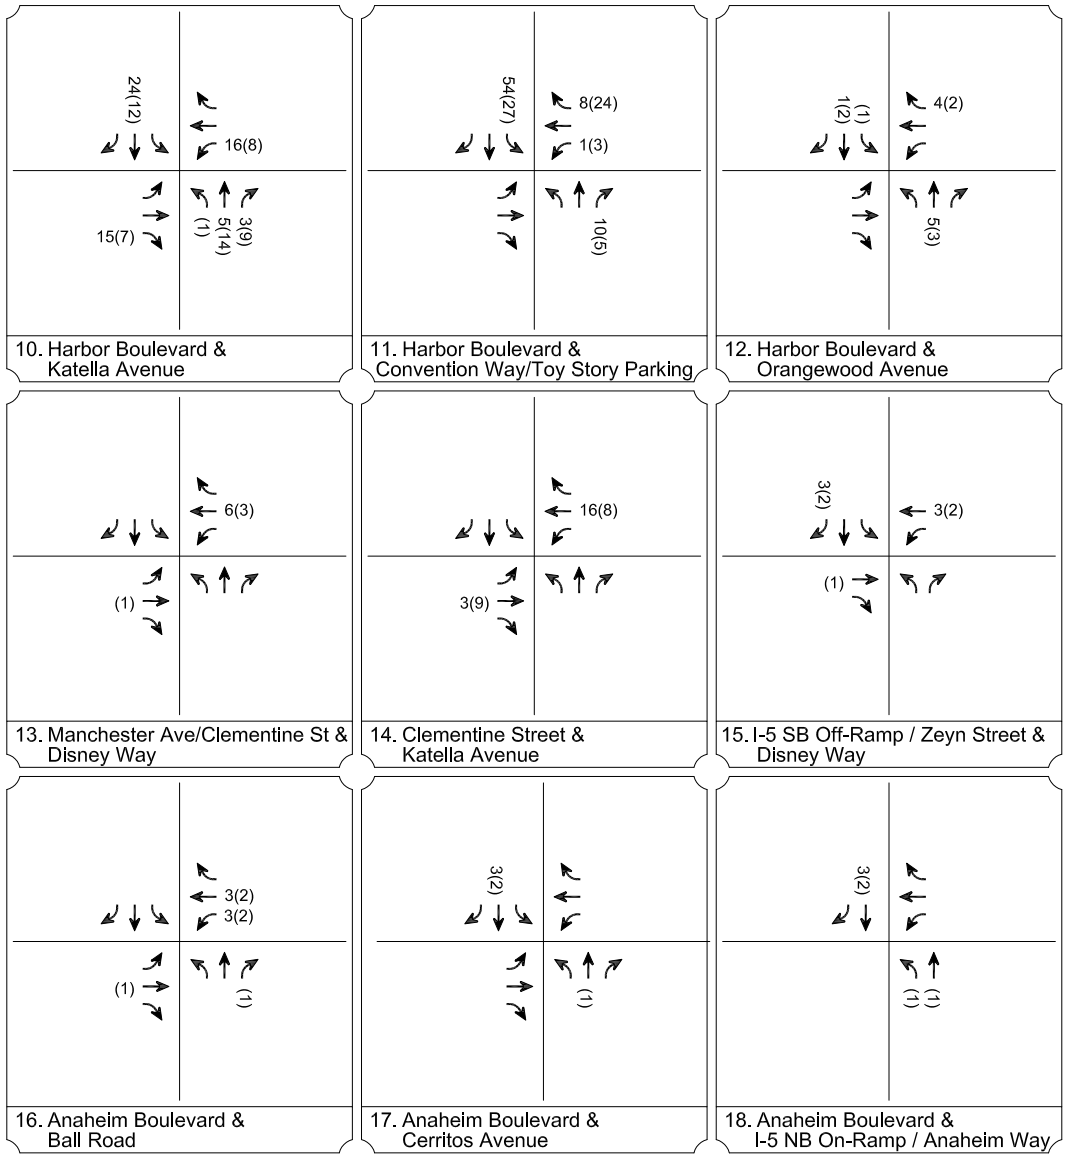 24(12)
16(8)
15(7)
(1)
5(14)
3(9)
10. Harbor Boulevard &
Katella Avenue
54(27)
8(24)
1(3)
10(5)
11. Harbor Boulevard &
Convention Way/Toy Story Parking
1(2)
(1)
4(2)
5(3)
12. Harbor Boulevard &
Orangewood Avenue
6(3)
(1)
13. Manchester Ave/Clementine St &
Disney Way
16(8)
3(9)
14. Clementine Street &
Katella Avenue
3(2)
3(2)
(1)
15. I-5 SB Off-Ramp / Zeyn Street &
Disney Way
3(2)
3(2)
(1)
(1)
16. Anaheim Boulevard &
Ball Road
3(2)
(1)
17. Anaheim Boulevard &
Cerritos Avenue
3(2)
(1)
(1)
18. Anaheim Boulevard &
I-5 NB On-Ramp / Anaheim Way